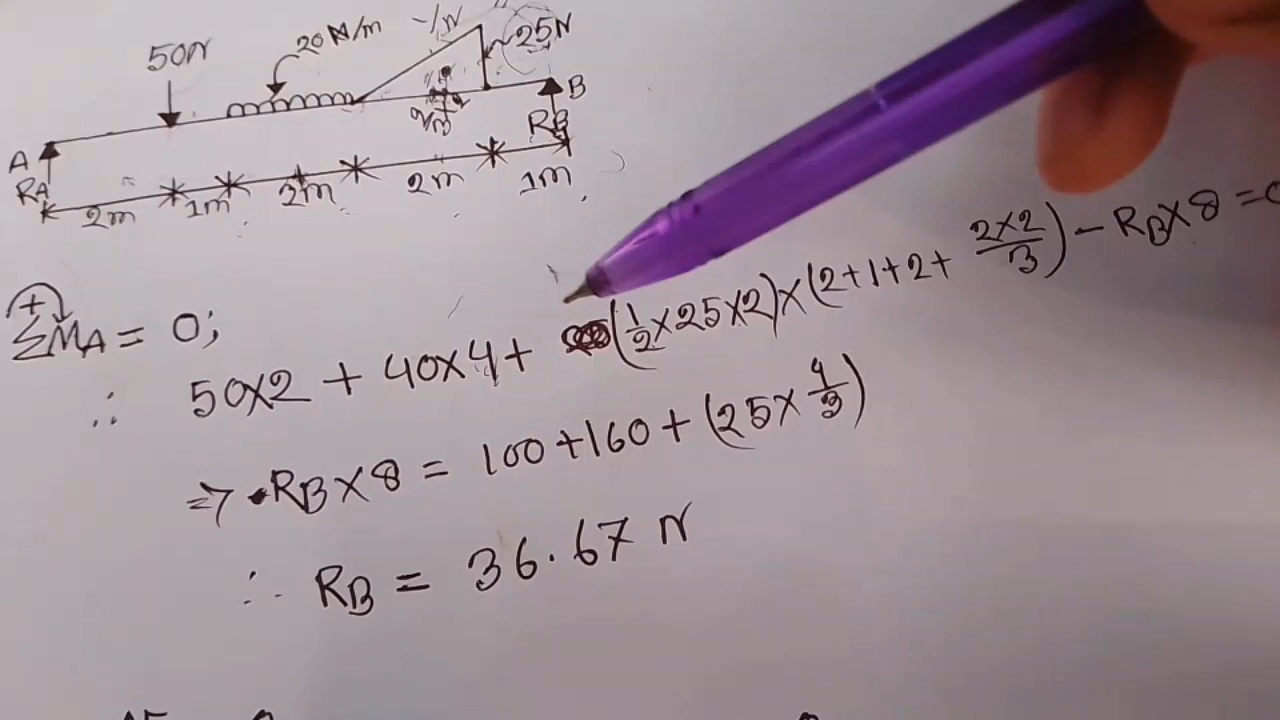 50N
20 N/m
25N
A
B
RA
RB
2m 1m 2m 2m 1m
+
ΣMA = 0;
∴ 50×2 + 40×4 + (1/2×25×2)×(2+1+2+ 2×2/3) - RB×8 = 0
⇒ RB×8 = 100+160+(25×4/3)
∴ RB = 36.67 N